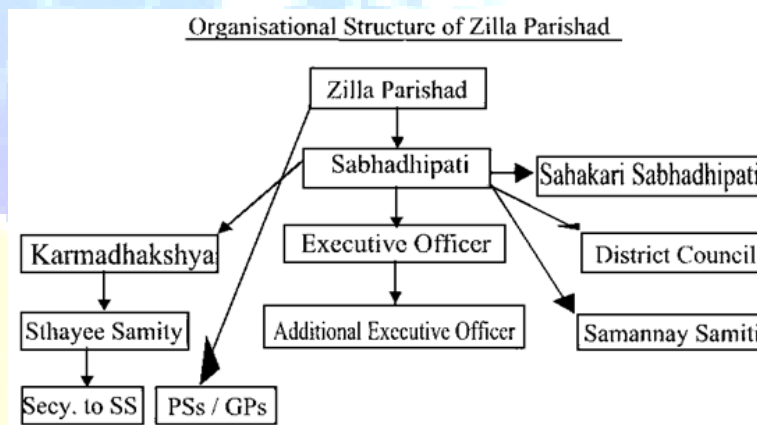 Organisational Structure of Zilla Parishad
Zilla Parishad
Sabhadhipati
Sahakari Sabhadhipati
Karmadhakshya
Executive Officer
District Council
Sthayee Samity
Additional Executive Officer
Samannay Samiti
Secy. to SS
PSs / GPs